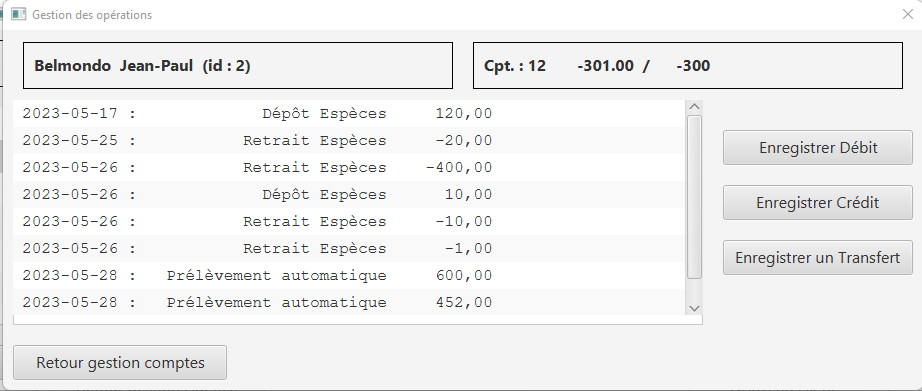 Gestion des opérations
Belmondo Jean-Paul (id : 2)
Cpt. : 12 -301.00 / -300
2023-05-17 : Dépôt Espèces 120,00
2023-05-25 : Retrait Espèces -20,00
2023-05-26 : Retrait Espèces -400,00
2023-05-26 : Dépôt Espèces 10,00
2023-05-26 : Retrait Espèces -10,00
2023-05-26 : Retrait Espèces -1,00
2023-05-28 : Prélèvement automatique 600,00
2023-05-28 : Prélèvement automatique 452,00
Enregistrer Débit
Enregistrer Crédit
Enregistrer un Transfert
Retour gestion comptes